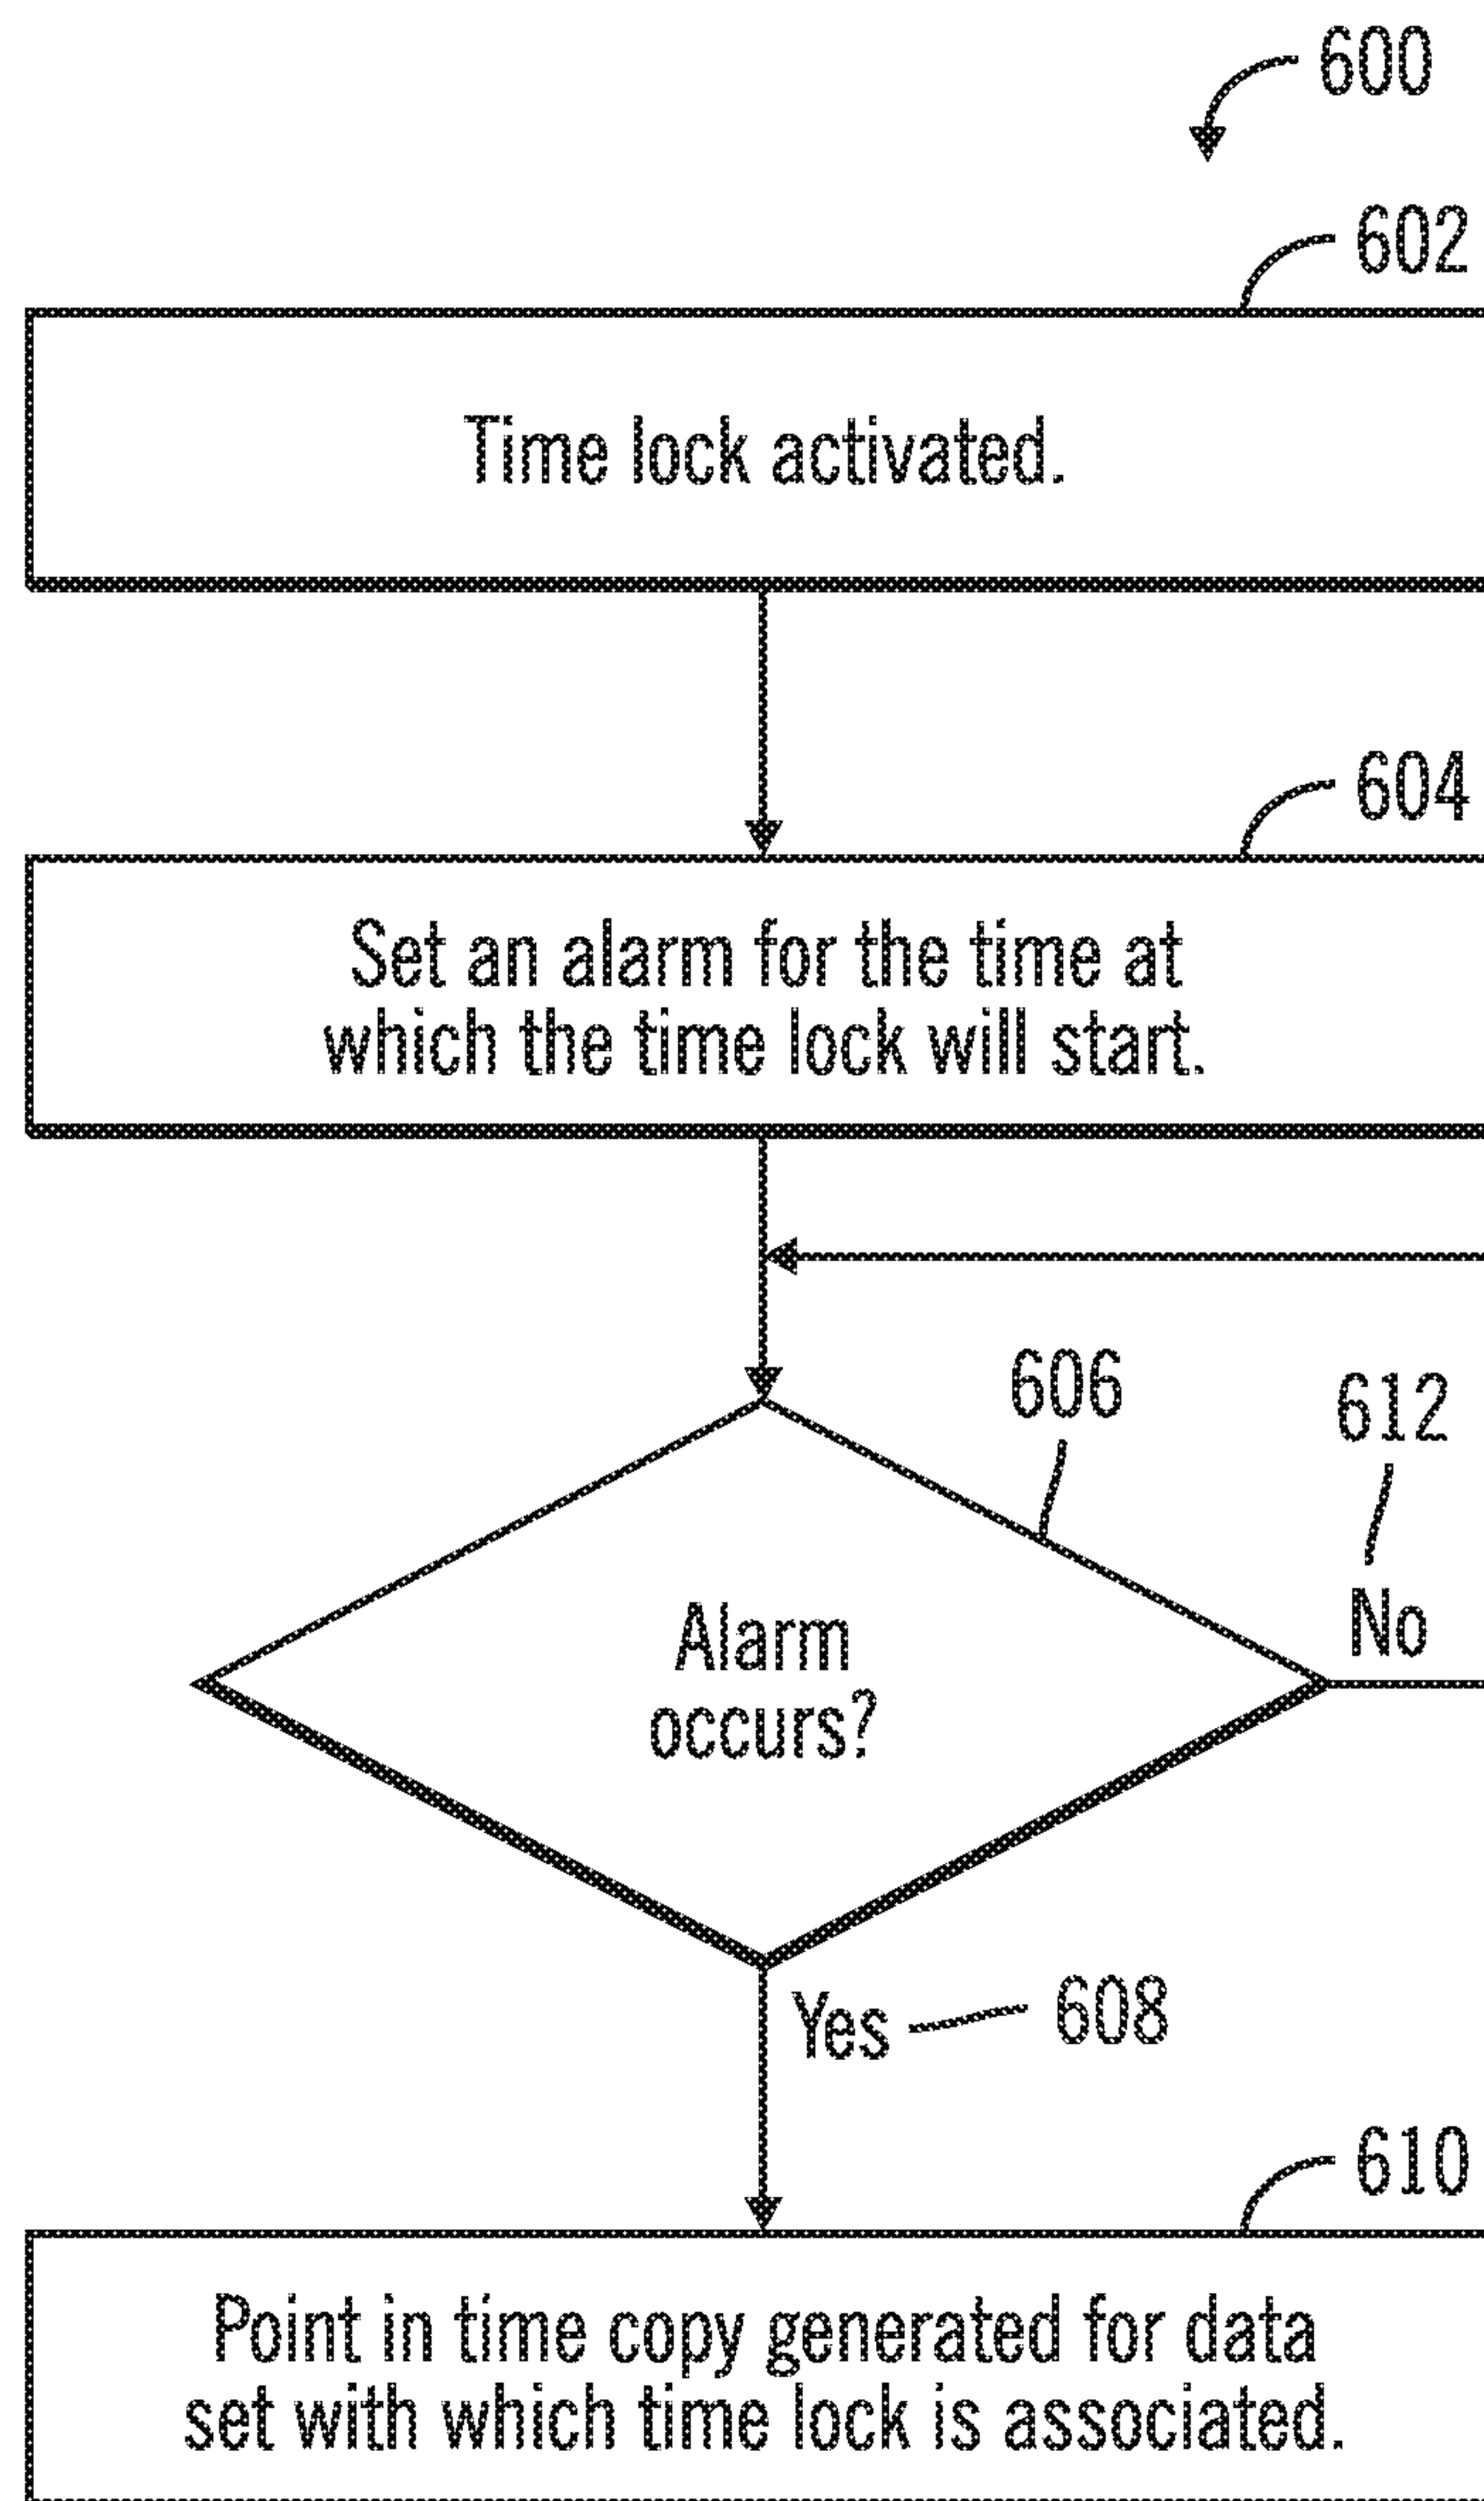 600
602
Time lock activated.
604
Set an alarm for the time at
which the time lock will start.
606
612
No
Alarm
occurs?
Yes
608
610
Point in time copy generated for data
set with which time lock is associated.